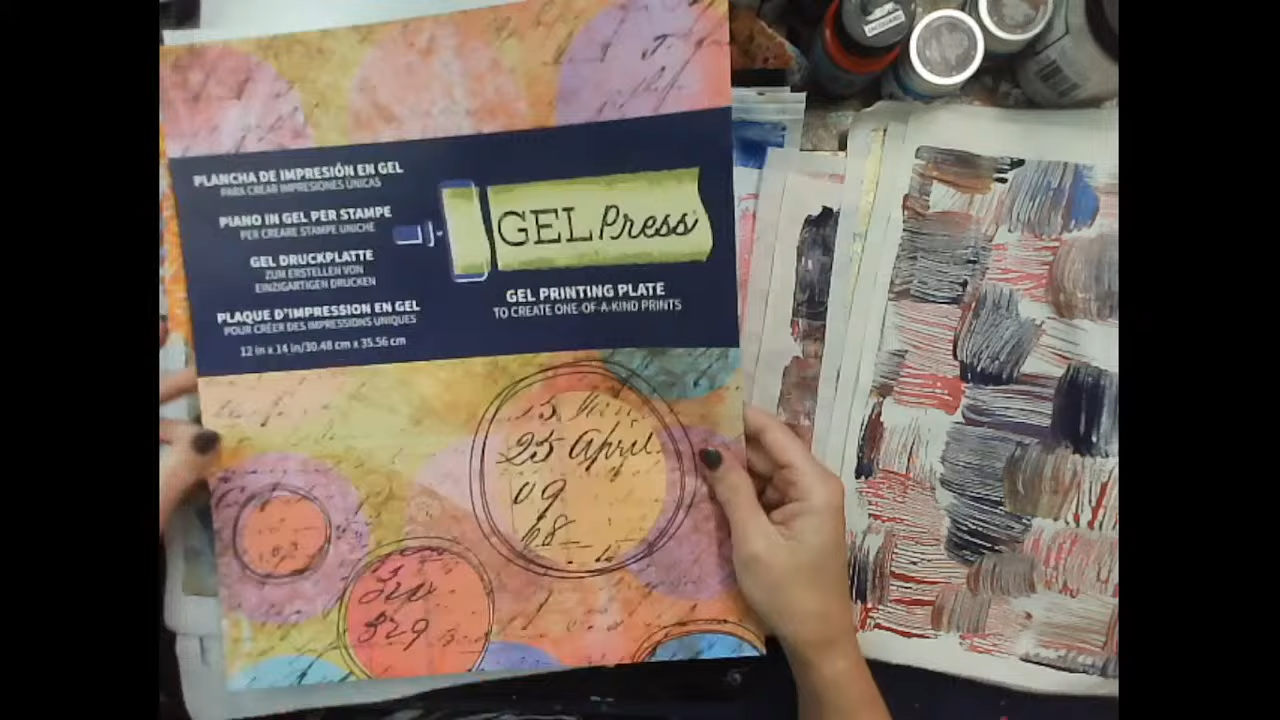 PLANCHA DE IMPRESIÓN EN GEL
PARA CREAR IMPRESIONES ÚNICAS
PIANO IN GEL PER STAMPE
PER CREARE STAMPE UNICHE
GEL DRUCKPLATTE
ZUM ERSTELLEN VON
EINZIGARTIGEN DRUCKEN
PLAQUE D'IMPRESSION EN GEL
POUR CRÉER DES IMPRESSIONS UNIQUES
12 in x 14 in/30.48 cm x 35.56 cm
GEL Press
GEL PRINTING PLATE
TO CREATE ONE-OF-A-KIND PRINTS
25 April
09
68
329
JACQUARD